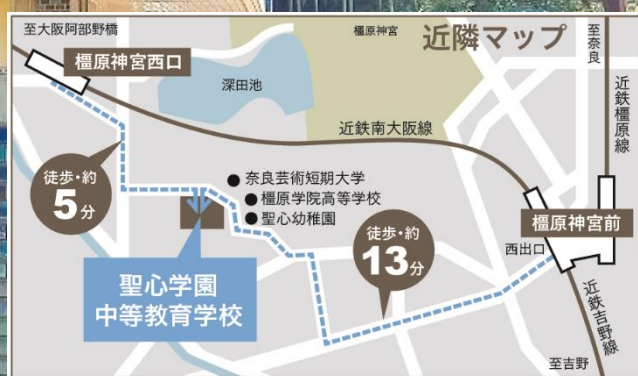 至大阪阿部野橋
橿原神宮
近隣マップ
至奈良
橿原神宮西口
深田池
近鉄橿原線
近鉄南大阪線
徒歩・約
5分
●奈良芸術短期大学
●橿原学院高等学校
●聖心幼稚園
橿原神宮前
徒歩・約
13分
西出口
聖心学園
中等教育学校
近鉄吉野線
至吉野